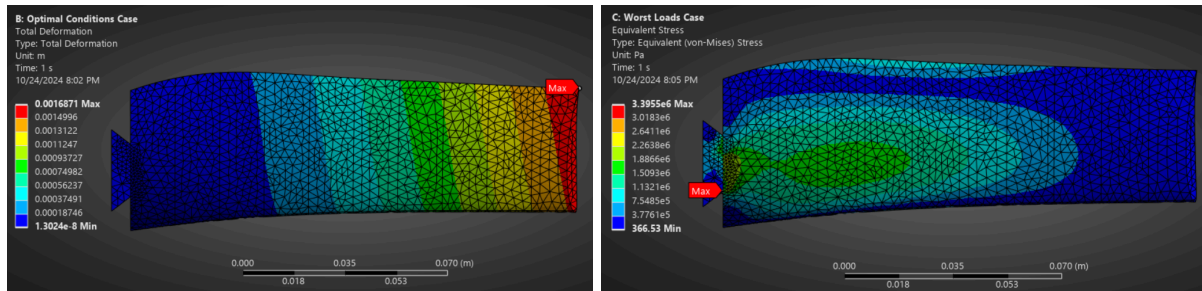 B: Optimal Conditions Case
Total Deformation
Type: Total Deformation
Unit: m
Time: 1 s
10/24/2024 8:02 PM
0.0016871 Max
0.0014996
0.0013122
0.0011247
0.00093727
0.00074982
0.00056237
0.00037491
0.00018746
1.3024e-8 Min
Max
0.000 0.035 0.070 (m)
0.018 0.053
C: Worst Loads Case
Equivalent Stress
Type: Equivalent (von-Mises) Stress
Unit: Pa
Time: 1 s
10/24/2024 8:05 PM
3.3955e6 Max
3.0183e6
2.6411e6
2.2638e6
1.8866e6
1.5093e6
1.1321e6
7.5485e5
3.7761e5
366.53 Min
Max
0.000 0.035 0.070 (m)
0.018 0.053